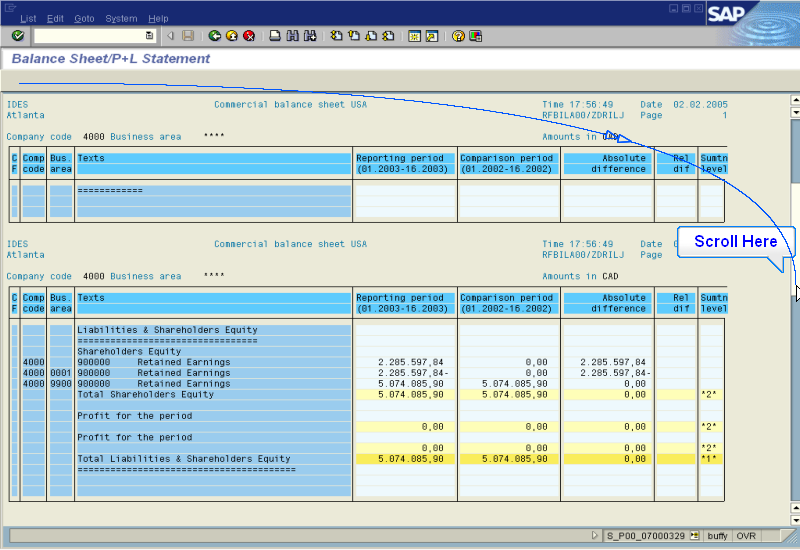 List Edit Goto System Help
SAP
Balance Sheet/P+L Statement
IDES Commercial balance sheet USA Time 17:56:49 Date 02.02.2005
Atlanta RFBILA00/ZDRILJ Page 1
Company code 4000 Business area **** Amounts in
C Comp Bus. Texts Reporting period Comparison period Absolute Rel Sumtn
F code area (01.2003-16.2003) (01.2002-16.2002) difference dif level
============
IDES Commercial balance sheet USA Time 17:56:49 Date
Atlanta RFBILA00/ZDRILJ Page
Scroll Here
Company code 4000 Business area **** Amounts in CAD
C Comp Bus. Texts Reporting period Comparison period Absolute Rel Sumtn
F code area (01.2003-16.2003) (01.2002-16.2002) difference dif level
Liabilities & Shareholders Equity
=================================
Shareholders Equity
4000 900000 Retained Earnings 2.285.597,84 0,00 2.285.597,84
4000 0001 900000 Retained Earnings 2.285.597,84- 0,00 2.285.597,84-
4000 9900 900000 Retained Earnings 5.074.085,90 5.074.085,90 0,00
Total Shareholders Equity 5.074.085,90 5.074.085,90 0,00 *2*
Profit for the period
0,00 0,00 0,00 *2*
Profit for the period
0,00 0,00 0,00 *2*
Total Liabilities & Shareholders Equity 5.074.085,90 5.074.085,90 0,00 *1*
========================================
S_P00_07000329 buffy OVR